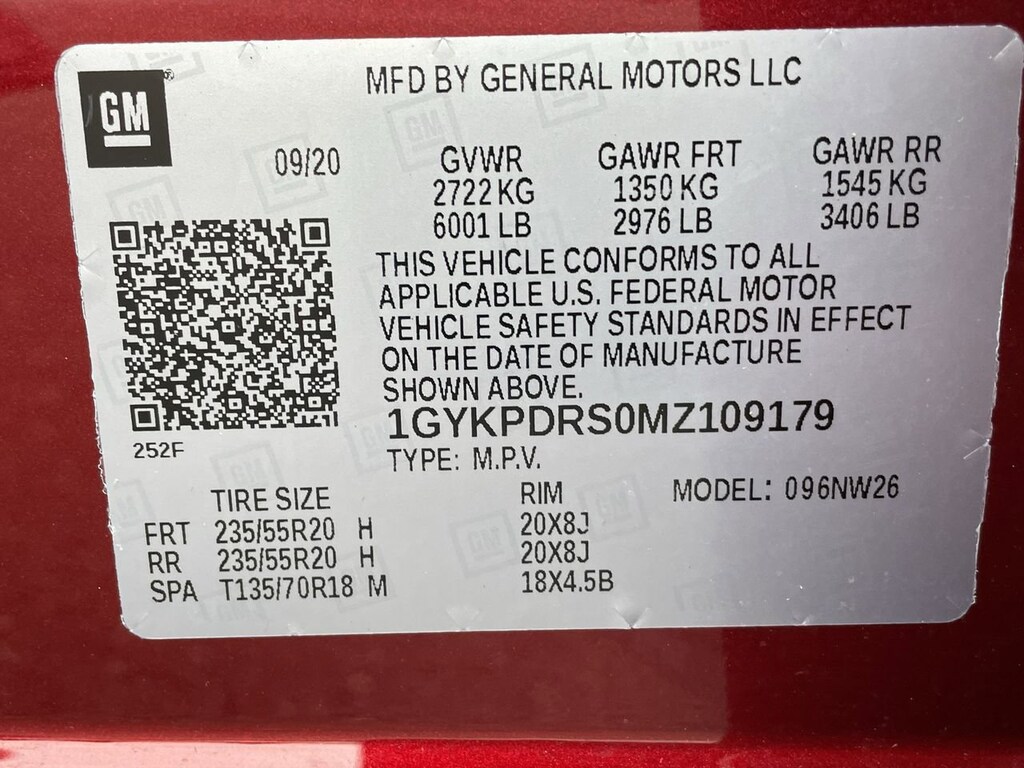 GM
®
MFD BY GENERAL MOTORS LLC
09/20
GVWR GAWR FRT GAWR RR
2722 KG 1350 KG 1545 KG
6001 LB 2976 LB 3406 LB
THIS VEHICLE CONFORMS TO ALL
APPLICABLE U.S. FEDERAL MOTOR
VEHICLE SAFETY STANDARDS IN EFFECT
ON THE DATE OF MANUFACTURE
SHOWN ABOVE.
252F
1GYKPDRS0MZ109179
TYPE: M.P.V.
TIRE SIZE RIM MODEL: 096NW26
FRT 235/55R20 H 20X8J
RR 235/55R20 H 20X8J
SPA T135/70R18 M 18X4.5B